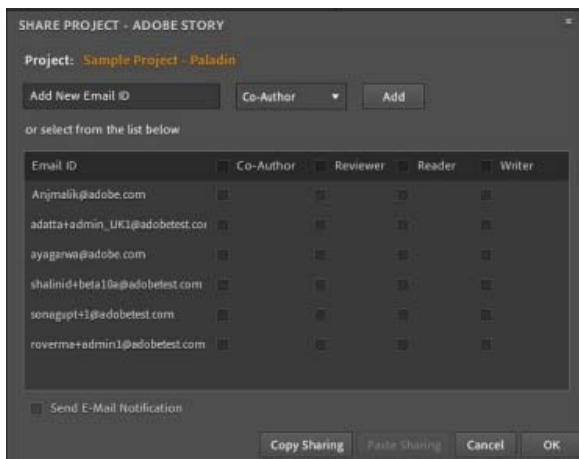 SHARE PROJECT - ADOBE STORY
Project: Sample Project - Paladin
Add New Email ID Co-Author Add
or select from the list below
Email ID Co-Author Reviewer Reader Writer
Anjmalik@adobe.com
adatta+admin_UK1@adobetest.co
ayagarwa@adobe.com
shalinid+beta10a@adobetest.com
sonagupt+1@adobetest.com
roverma+admin1@adobetest.com
Send E-Mail Notification
Copy Sharing Paste Sharing Cancel OK